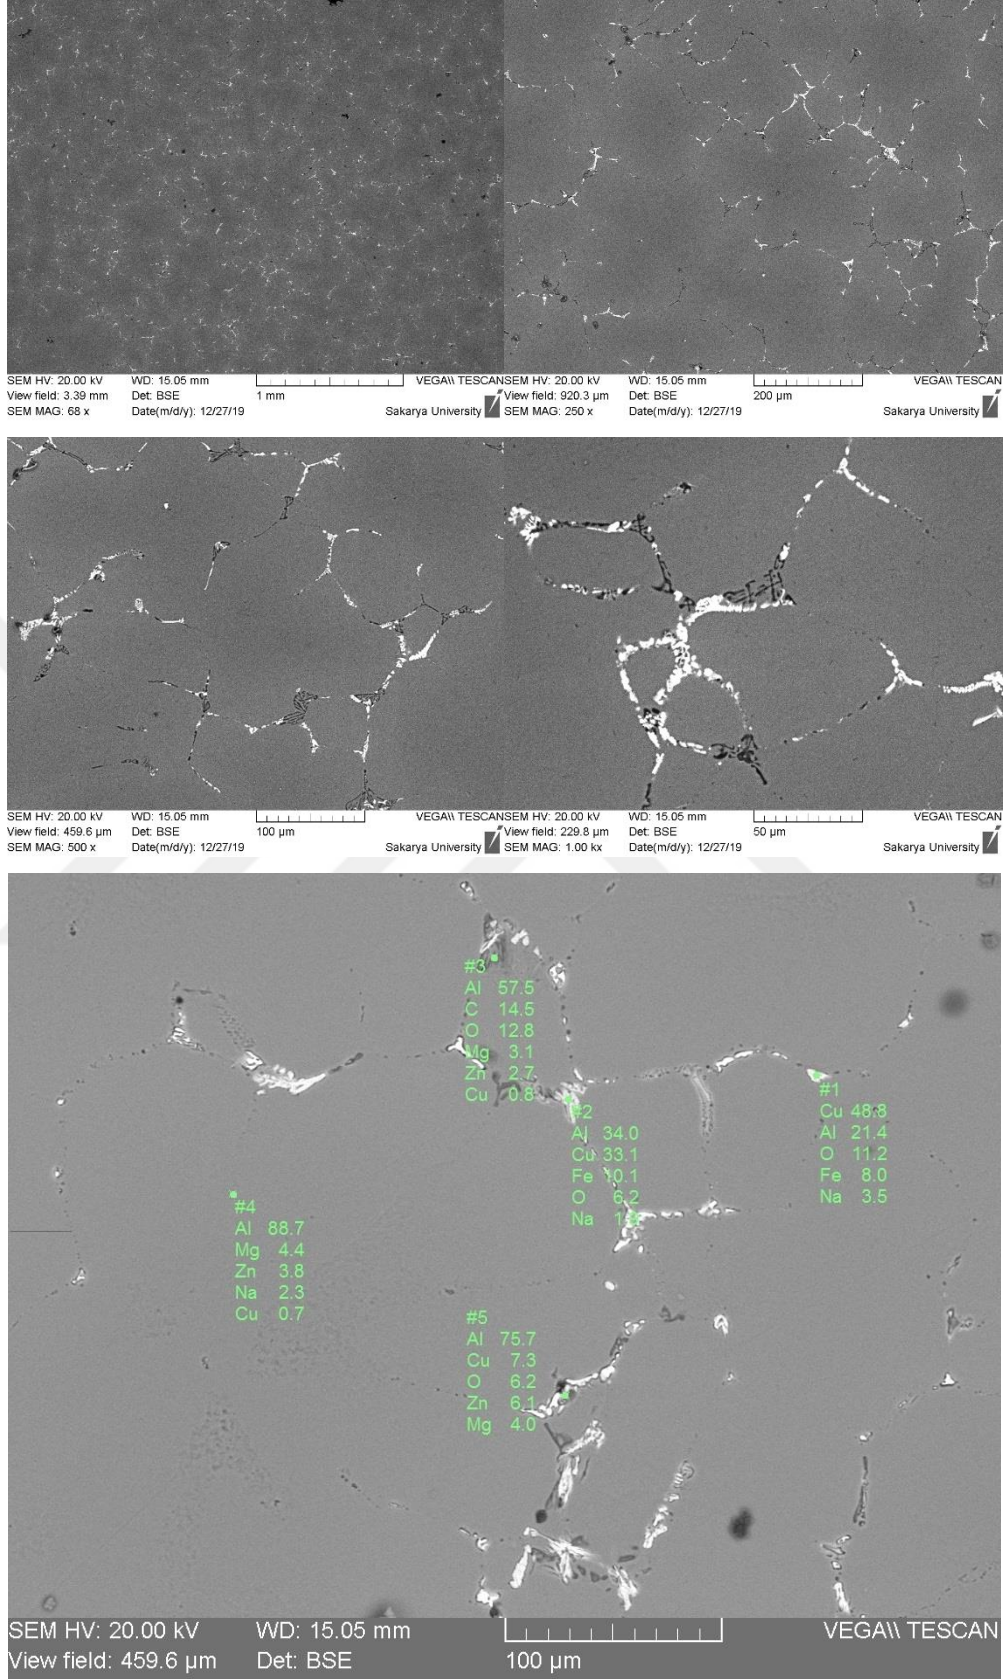 SEM HV: 20.00 kV WD: 15.05 mm VEGA\\ TESCAN
View field: 3.39 mm Det: BSE 1 mm
SEM MAG: 68 x Date(m/d/y): 12/27/19 Sakarya University
SEM HV: 20.00 kV WD: 15.05 mm VEGA\\ TESCAN
View field: 920.3 µm Det: BSE 200 µm
SEM MAG: 250 x Date(m/d/y): 12/27/19 Sakarya University
SEM HV: 20.00 kV WD: 15.05 mm VEGA\\ TESCAN
View field: 459.6 µm Det: BSE 100 µm
SEM MAG: 500 x Date(m/d/y): 12/27/19 Sakarya University
SEM HV: 20.00 kV WD: 15.05 mm VEGA\\ TESCAN
View field: 229.8 µm Det: BSE 50 µm
SEM MAG: 1.00 kx Date(m/d/y): 12/27/19 Sakarya University
#3
Al 57.5
C 14.5
O 12.8
Mg 3.1
Zn 2.7
Cu 0.8
#2
Al 34.0
Cu 33.1
Fe 10.1
O 6.2
Na
#1
Cu 48.8
Al 21.4
O 11.2
Fe 8.0
Na 3.5
#4
Al 88.7
Mg 4.4
Zn 3.8
Na 2.3
Cu 0.7
#5
Al 75.7
Cu 7.3
O 6.2
Zn 6.1
Mg 4.0
SEM HV: 20.00 kV WD: 15.05 mm VEGA\\ TESCAN
View field: 459.6 µm Det: BSE 100 µm